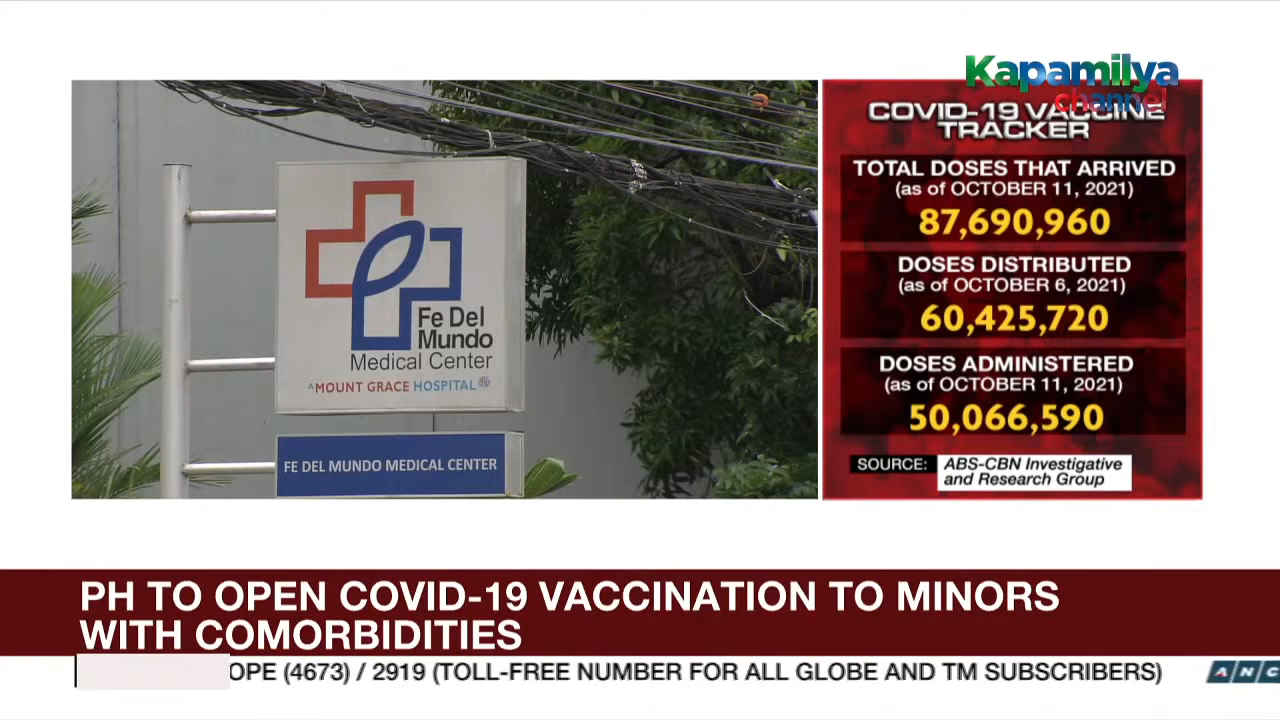 Kapamilya
channel
COVID-19 VACCINE
TRACKER
TOTAL DOSES THAT ARRIVED
(as of OCTOBER 11, 2021)
87,690,960
DOSES DISTRIBUTED
(as of OCTOBER 6, 2021)
60,425,720
DOSES ADMINISTERED
(as of OCTOBER 11, 2021)
50,066,590
SOURCE: ABS-CBN Investigative
and Research Group
Fe Del
Mundo
Medical Center
A MOUNT GRACE HOSPITAL
FE DEL MUNDO MEDICAL CENTER
PH TO OPEN COVID-19 VACCINATION TO MINORS
WITH COMORBIDITIES
OPE (4673) / 2919 (TOLL-FREE NUMBER FOR ALL GLOBE AND TM SUBSCRIBERS)
ANC